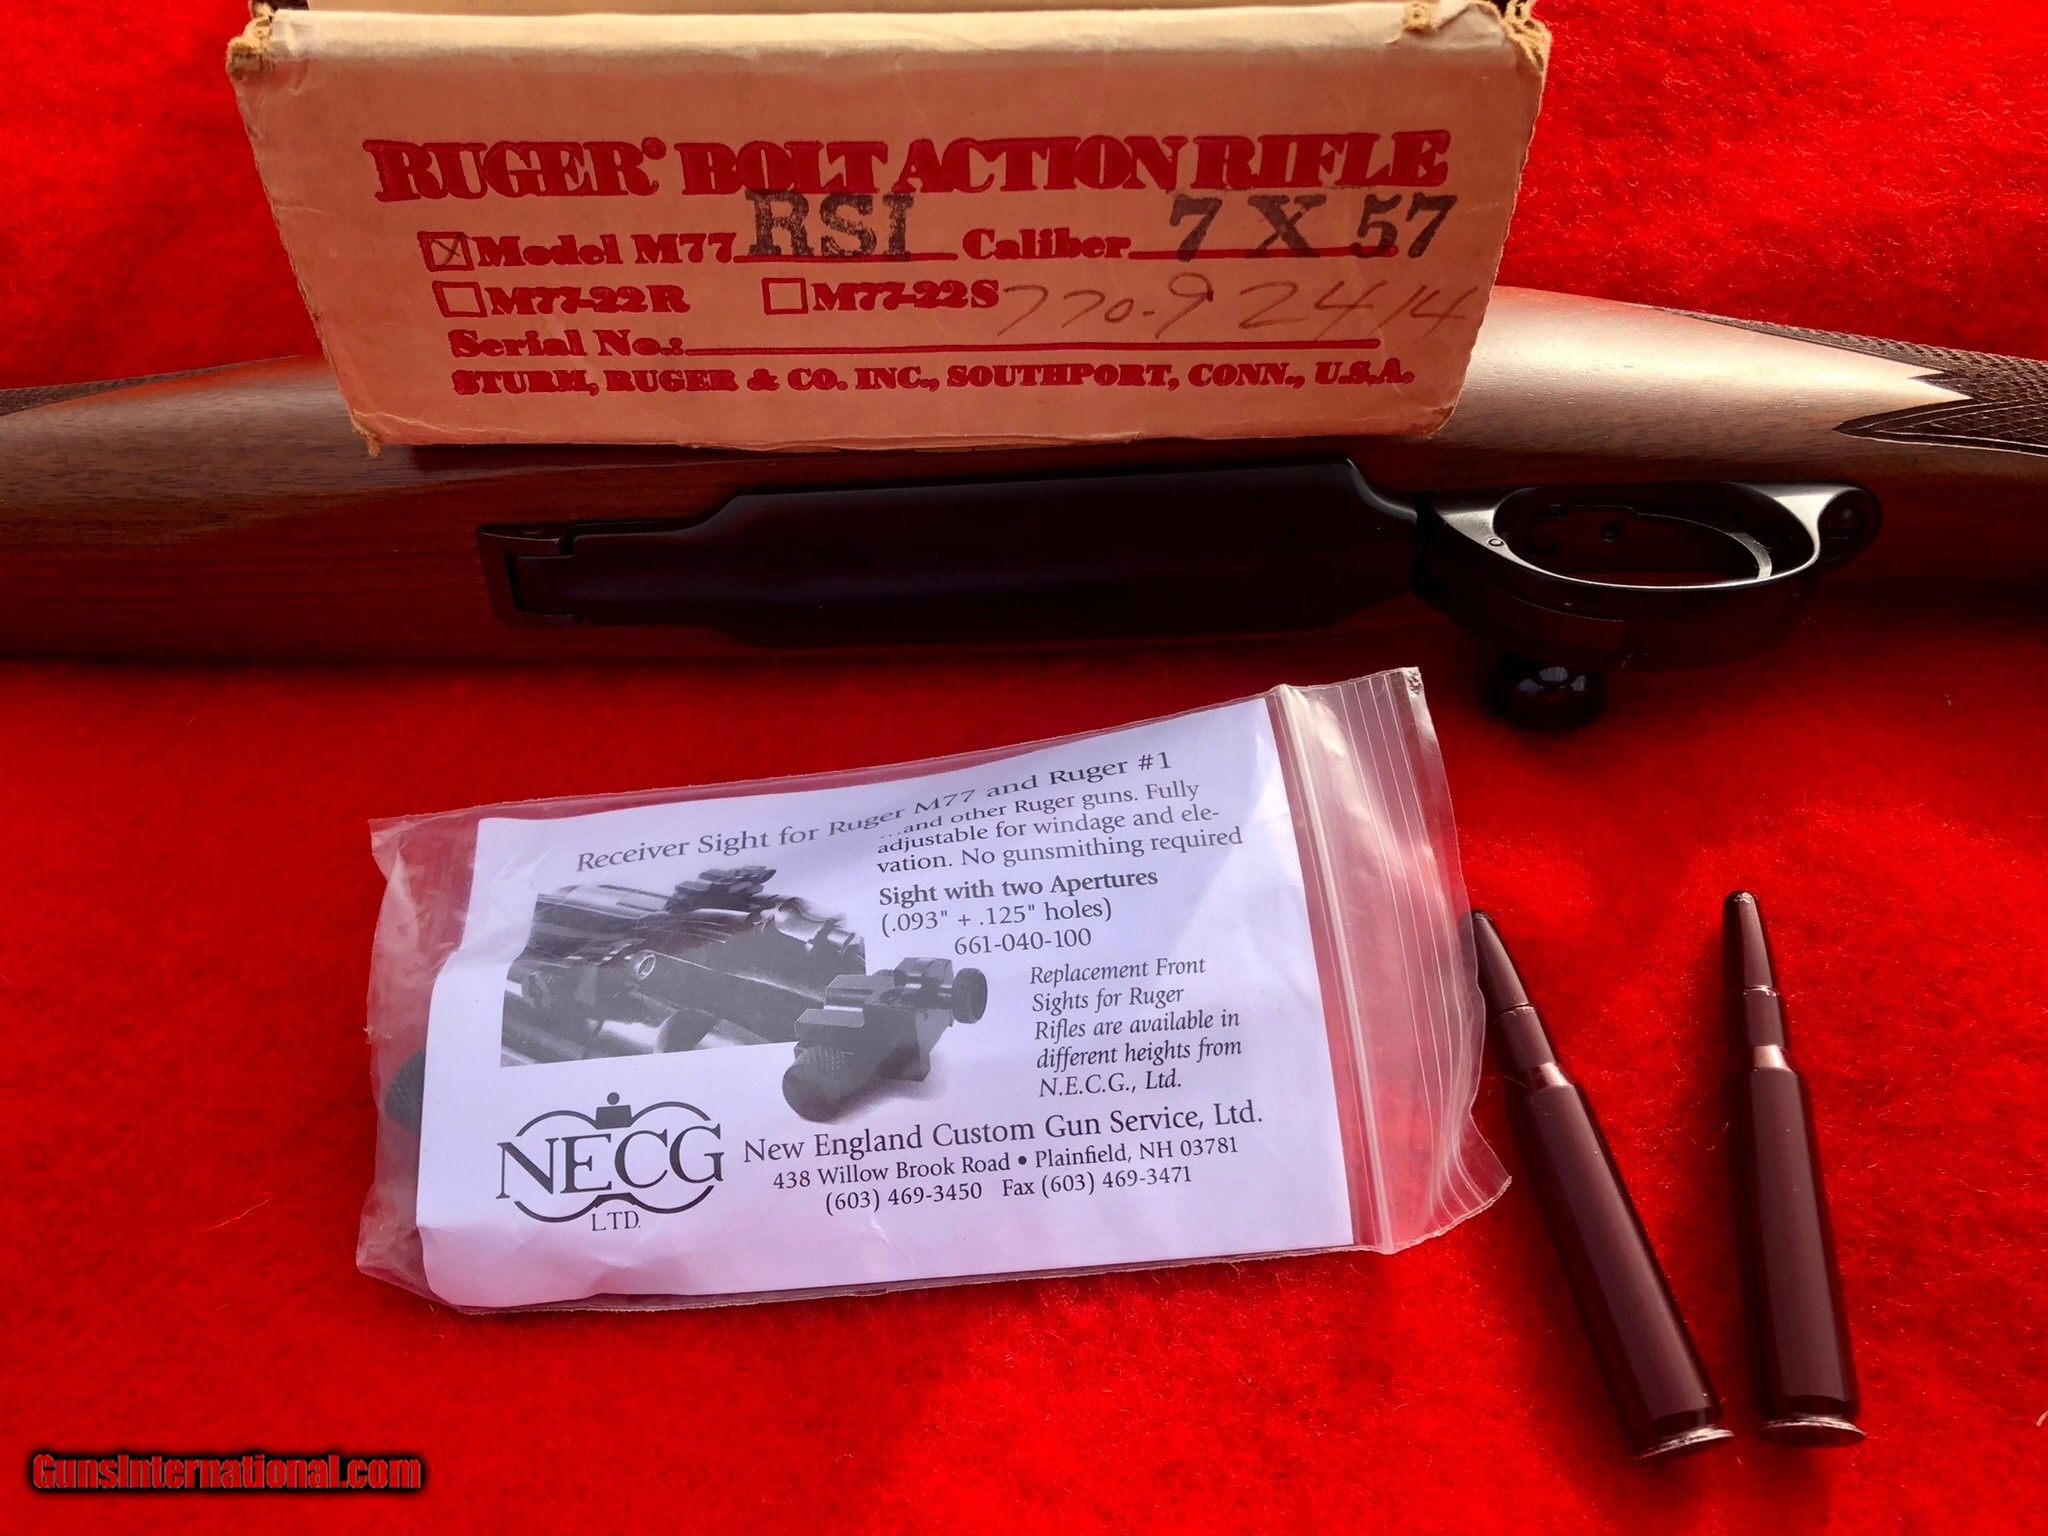 RUGER® BOLT ACTION RIFLE
☒ Model M77 RSI Caliber 7 X 57
☐ M77-22R ☐ M77-22S 770-92414
Serial No.:
STURM, RUGER & CO. INC., SOUTHPORT, CONN., U.S.A.
Receiver Sight for Ruger M77 and Ruger #1
...and other Ruger guns. Fully
adjustable for windage and ele-
vation. No gunsmithing required
Sight with two Apertures
(.093" + .125" holes)
661-040-100
Replacement Front
Sights for Ruger
Rifles are available in
different heights from
N.E.C.G., Ltd.
NECG
LTD.
New England Custom Gun Service, Ltd.
438 Willow Brook Road • Plainfield, NH 03781
(603) 469-3450 Fax (603) 469-3471
GunsInternational.com